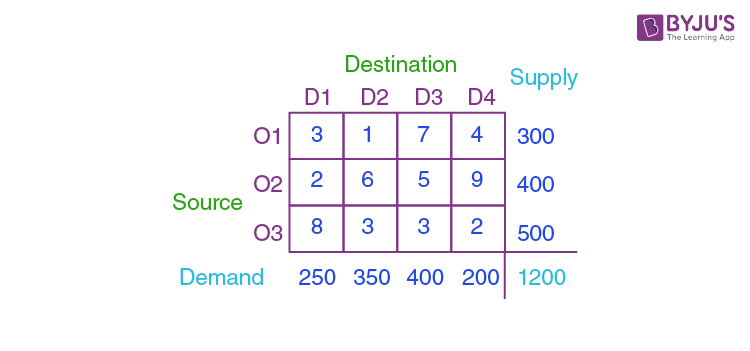 BYJU'S
The Learning App
Destination
Supply
D1 D2 D3 D4
O1 3 1 7 4 300
O2 2 6 5 9 400
Source
O3 8 3 3 2 500
Demand 250 350 400 200 1200